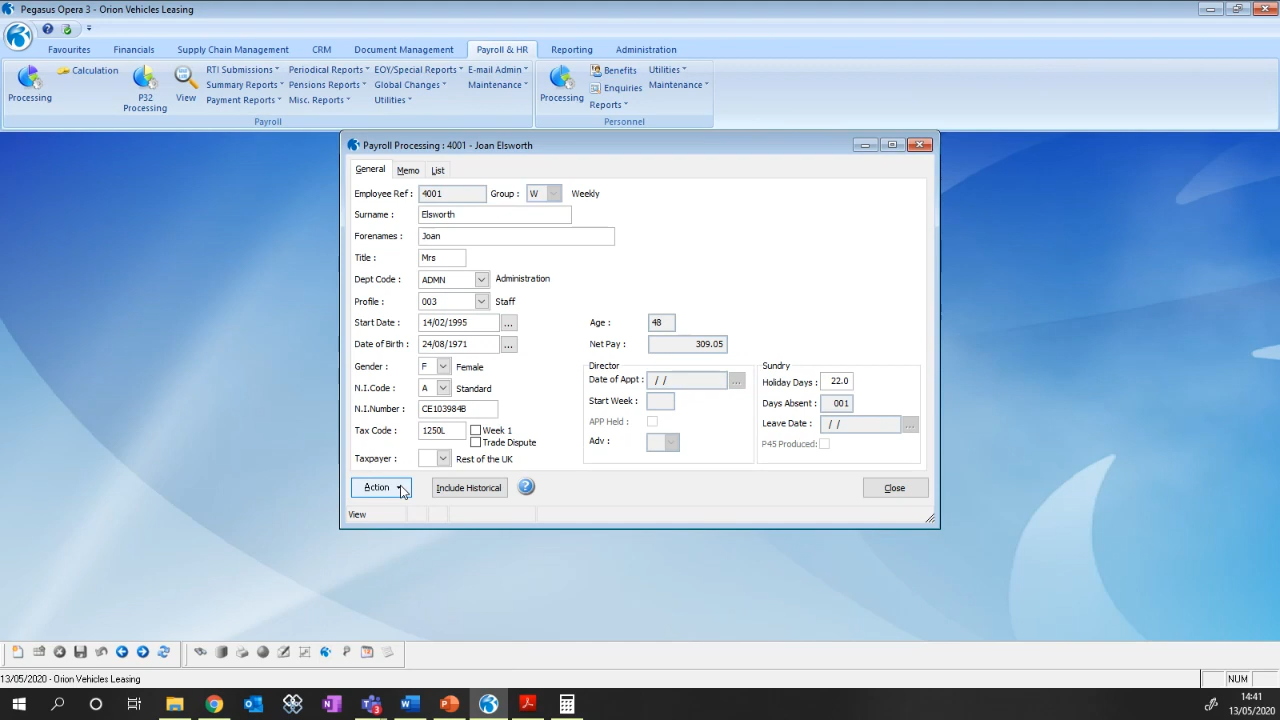 Pegasus Opera 3 - Orion Vehicles Leasing
Favourites Financials Supply Chain Management CRM Document Management Payroll & HR Reporting Administration
Processing
Calculation
P32 Processing
View
RTI Submissions Periodical Reports EOY/Special Reports E-mail Admin
Summary Reports Pensions Reports Global Changes Maintenance
Payment Reports Misc. Reports Utilities
Payroll
Processing
Benefits Utilities
Enquiries Maintenance
Reports
Personnel
Payroll Processing : 4001 - Joan Elsworth
General Memo List
Employee Ref : 4001 Group : W Weekly
Surname : Elsworth
Forenames : Joan
Title : Mrs
Dept Code : ADMN Administration
Profile : 003 Staff
Start Date : 14/02/1995 ... Age : 48
Date of Birth : 24/08/1971 ... Net Pay : 309.05
Gender : F Female
N.I.Code : A Standard
N.I.Number : CE103984B
Tax Code : 1250L Week 1
Trade Dispute
Taxpayer : Rest of the UK
Director
Date of Appt : / / ...
Start Week :
APP Held :
Adv :
Sundry
Holiday Days : 22.0
Days Absent : 001
Leave Date : / / ...
P45 Produced:
Action Include Historical ? Close
View
13/05/2020 - Orion Vehicles Leasing NUM
14:41
13/05/2020